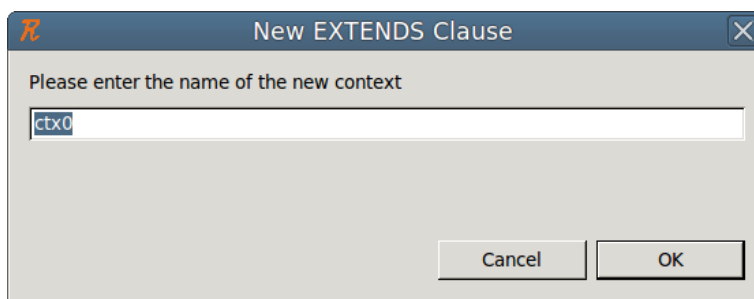 New EXTENDS Clause
Please enter the name of the new context
ctx0
Cancel
OK